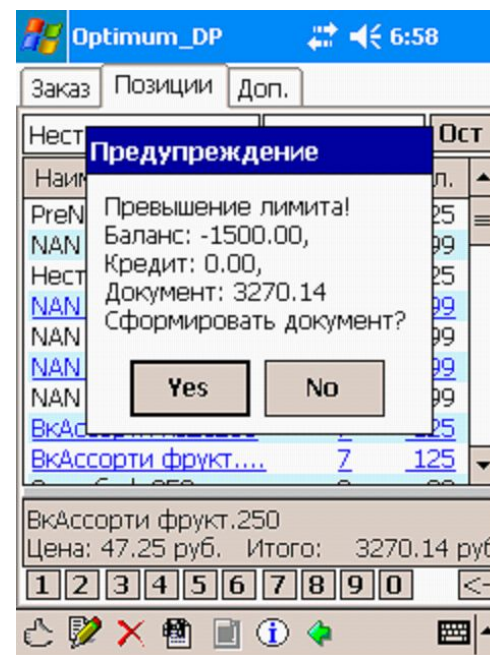 Optimum_DP 6:58
Заказ Позиции Доп.
Нест Ост
Предупреждение
Наим л.
Превышение лимита!
PreN 25
Баланс: -1500.00,
NAN 99
Кредит: 0.00,
Нест 25
Документ: 3270.14
NAN 99
Сформировать документ?
NAN 99
NAN 99
Yes No
NAN 99
25
ВкАссорти фрукт.... 7 125
ВкАссорти фрукт.250
Цена: 47.25 руб. Итого: 3270.14 руб
1 2 3 4 5 6 7 8 9 0 <-